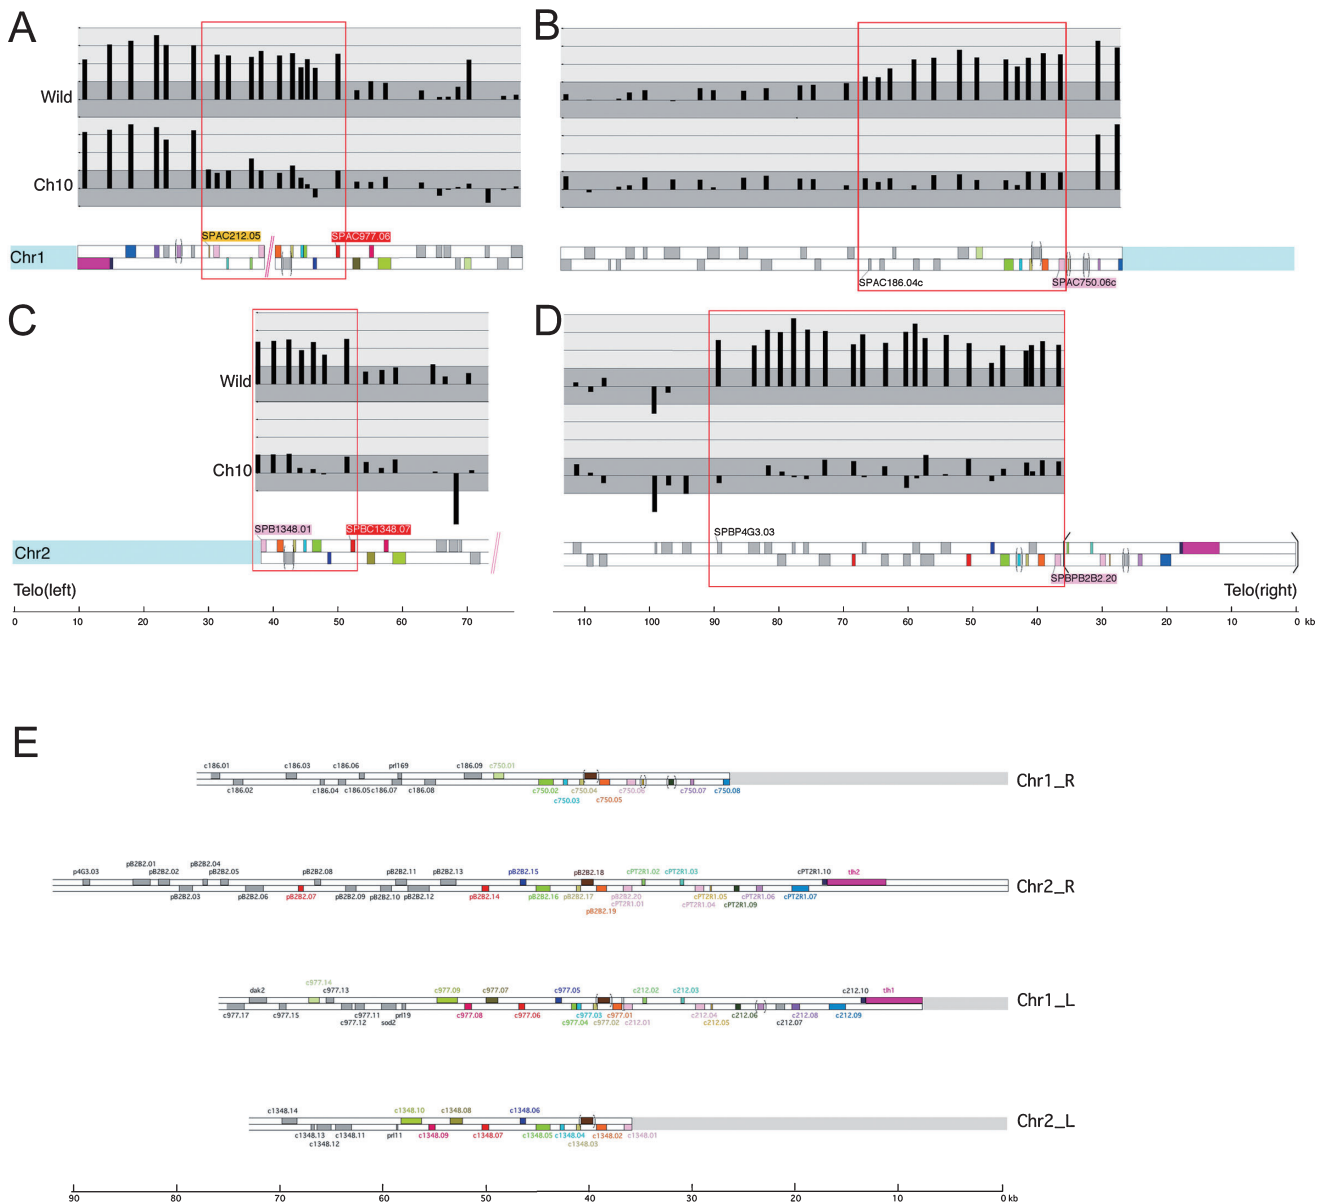 A
B
Wild
Ch10
SPAC212.05
SPAC977.06
Chr1
SPAC186.04c
SPAC750.06c
C
D
Wild
Ch10
SPB1348.01
SPBC1348.07
SPBP4G3.03
Chr2
SPBPB2B2.20
Telo(left)
Telo(right)
0 10 20 30 40 50 60 70
110 100 90 80 70 60 50 40 30 20 10 0 kb
E
c186.01 c186.03 c186.06 prl169 c186.09 c750.01
Chr1_R
c186.02 c186.04 c186.05 c186.07 c186.08 c750.02 c750.04 c750.06 c750.07 c750.08
c750.03 c750.05
pB2B2.01 pB2B2.04
p4G3.03 pB2B2.02 pB2B2.05 pB2B2.08 pB2B2.11 pB2B2.13 pB2B2.15 pB2B2.18 cPT2R1.02 cPT2R1.03 cPT2R1.10 tlh2
Chr2_R
pB2B2.03 pB2B2.06 pB2B2.07 pB2B2.09 pB2B2.10 pB2B2.12 pB2B2.14 pB2B2.16 pB2B2.17 pB2B2.20 cPT2R1.05 cPT2R1.06 cPT2R1.07
cPT2R1.01 cPT2R1.04 cPT2R1.09
pB2B2.19
c977.14
dak2 c977.13 c977.09 c977.07 c977.05 c212.02 c212.03 c212.10 tlh1
Chr1_L
c977.17 c977.15 c977.11 prl19 c977.08 c977.06 c977.03 c977.01 c212.04 c212.06 c212.08 c212.09
c977.12 sod2 c977.04 c977.02 c212.01 c212.05 c212.07
c1348.14 c1348.10 c1348.08 c1348.06
Chr2_L
c1348.13 c1348.11 prl11 c1348.09 c1348.07 c1348.05 c1348.04 c1348.02 c1348.01
c1348.12 c1348.03
90 80 70 60 50 40 30 20 10 0 kb